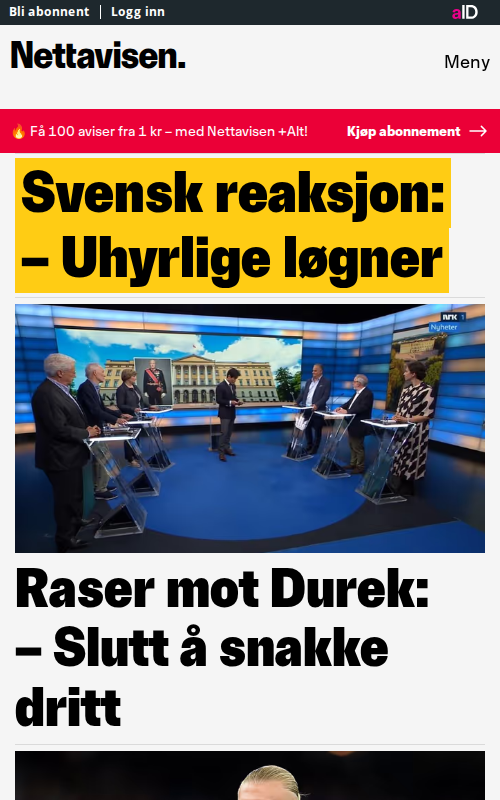 Bli abonnent | Logg inn
aID
Nettavisen.
Meny
🔥 Få 100 aviser fra 1 kr – med Nettavisen +Alt!
Kjøp abonnement →
Svensk reaksjon:
– Uhyrlige løgner
NRK 1
Nyheter
Raser mot Durek:
– Slutt å snakke
dritt